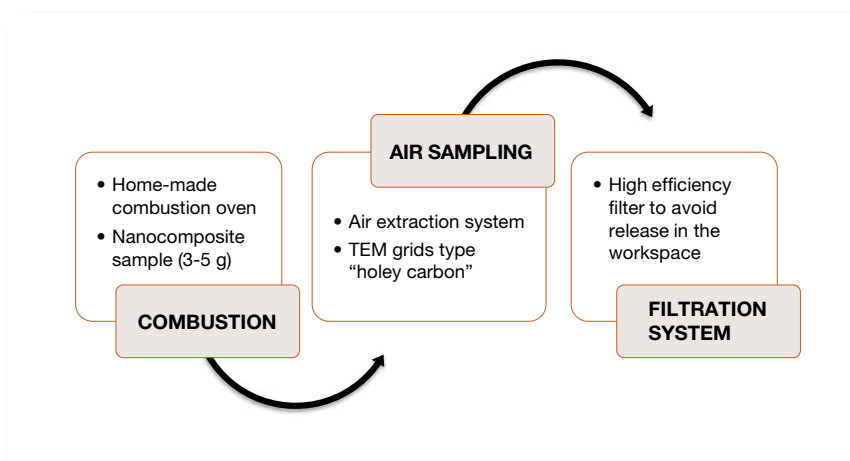 • Home-made
combustion oven
• Nanocomposite
sample (3-5 g)
COMBUSTION
AIR SAMPLING
• Air extraction system
• TEM grids type
“holey carbon”
• High efficiency
filter to avoid
release in the
workspace
FILTRATION
SYSTEM